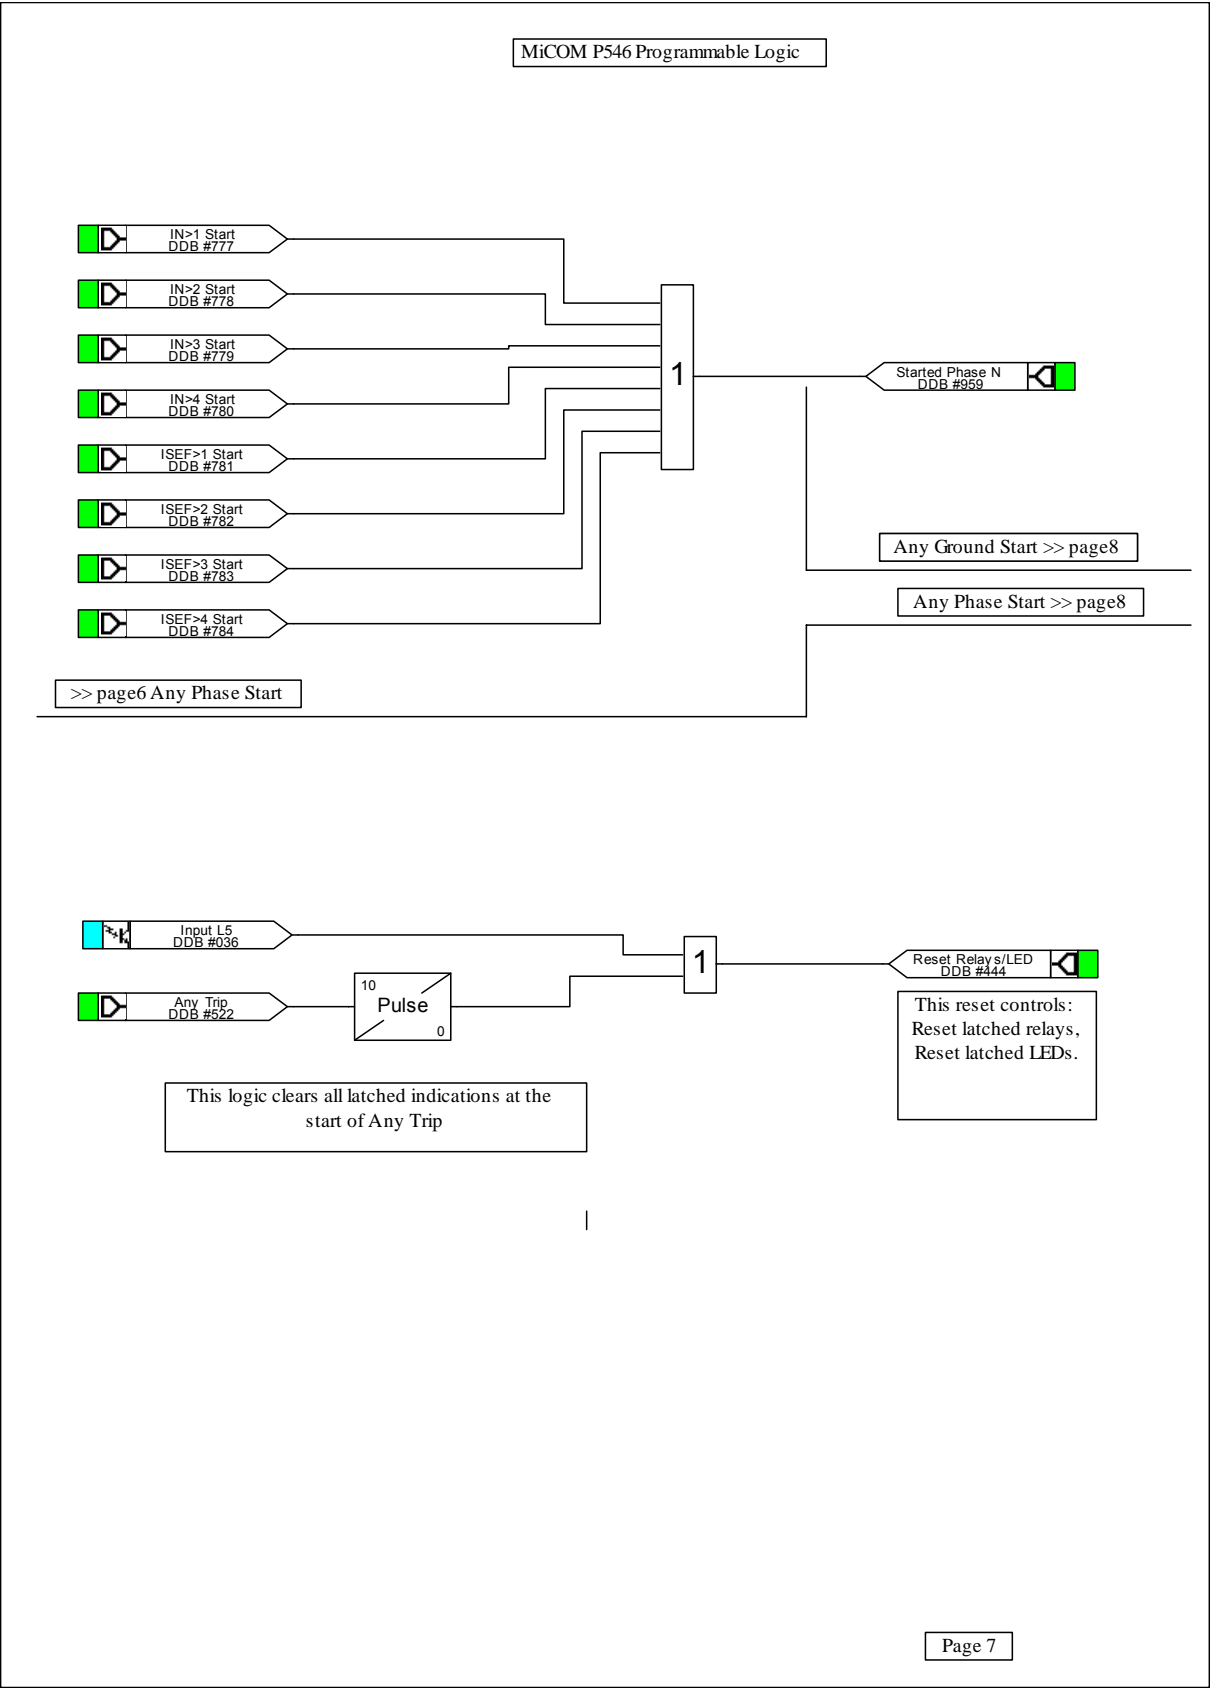 MiCOM P546 Programmable Logic
IN>1 Start
DDB #777
IN>2 Start
DDB #778
IN>3 Start
DDB #779
IN>4 Start
DDB #780
ISEF>1 Start
DDB #781
ISEF>2 Start
DDB #782
ISEF>3 Start
DDB #783
ISEF>4 Start
DDB #784
1
Started Phase N
DDB #959
Any Ground Start >> page8
Any Phase Start >> page8
>> page6 Any Phase Start
Input L5
DDB #036
Any Trip
DDB #522
10
Pulse
0
1
Reset Relays/LED
DDB #444
This reset controls:
Reset latched relays,
Reset latched LEDs.
This logic clears all latched indications at the
start of Any Trip
Page 7